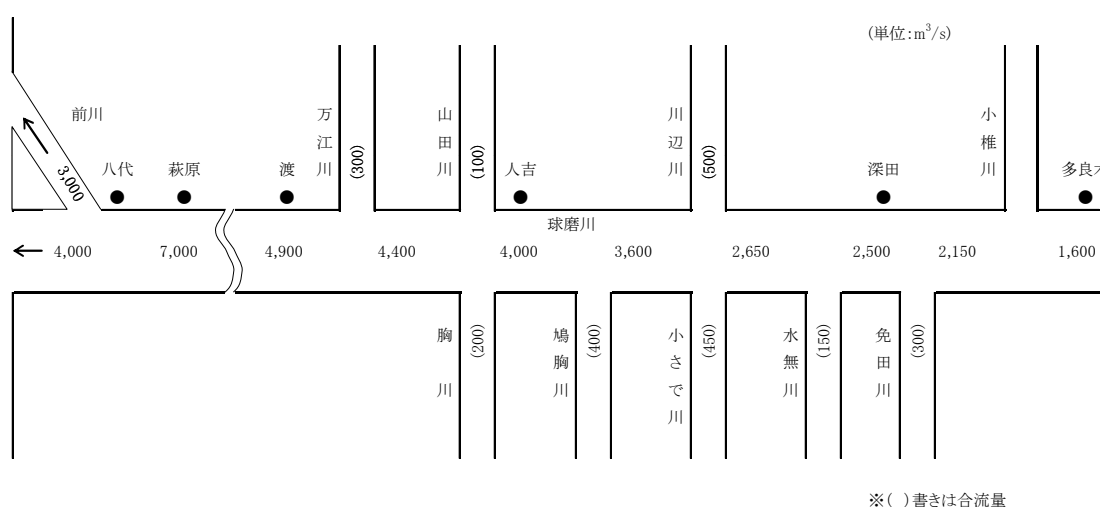 (単位:m³/s)
前川
万江川
(300)
山田川
(100)
川辺川
(500)
小椎川
3,000
八代
萩原
渡
人吉
深田
多良木
球磨川
4,000
7,000
4,900
4,400
4,000
3,600
2,650
2,500
2,150
1,600
胸川
(200)
鳩胸川
(400)
小さで川
(450)
水無川
(150)
免田川
(300)
※( )書きは合流量